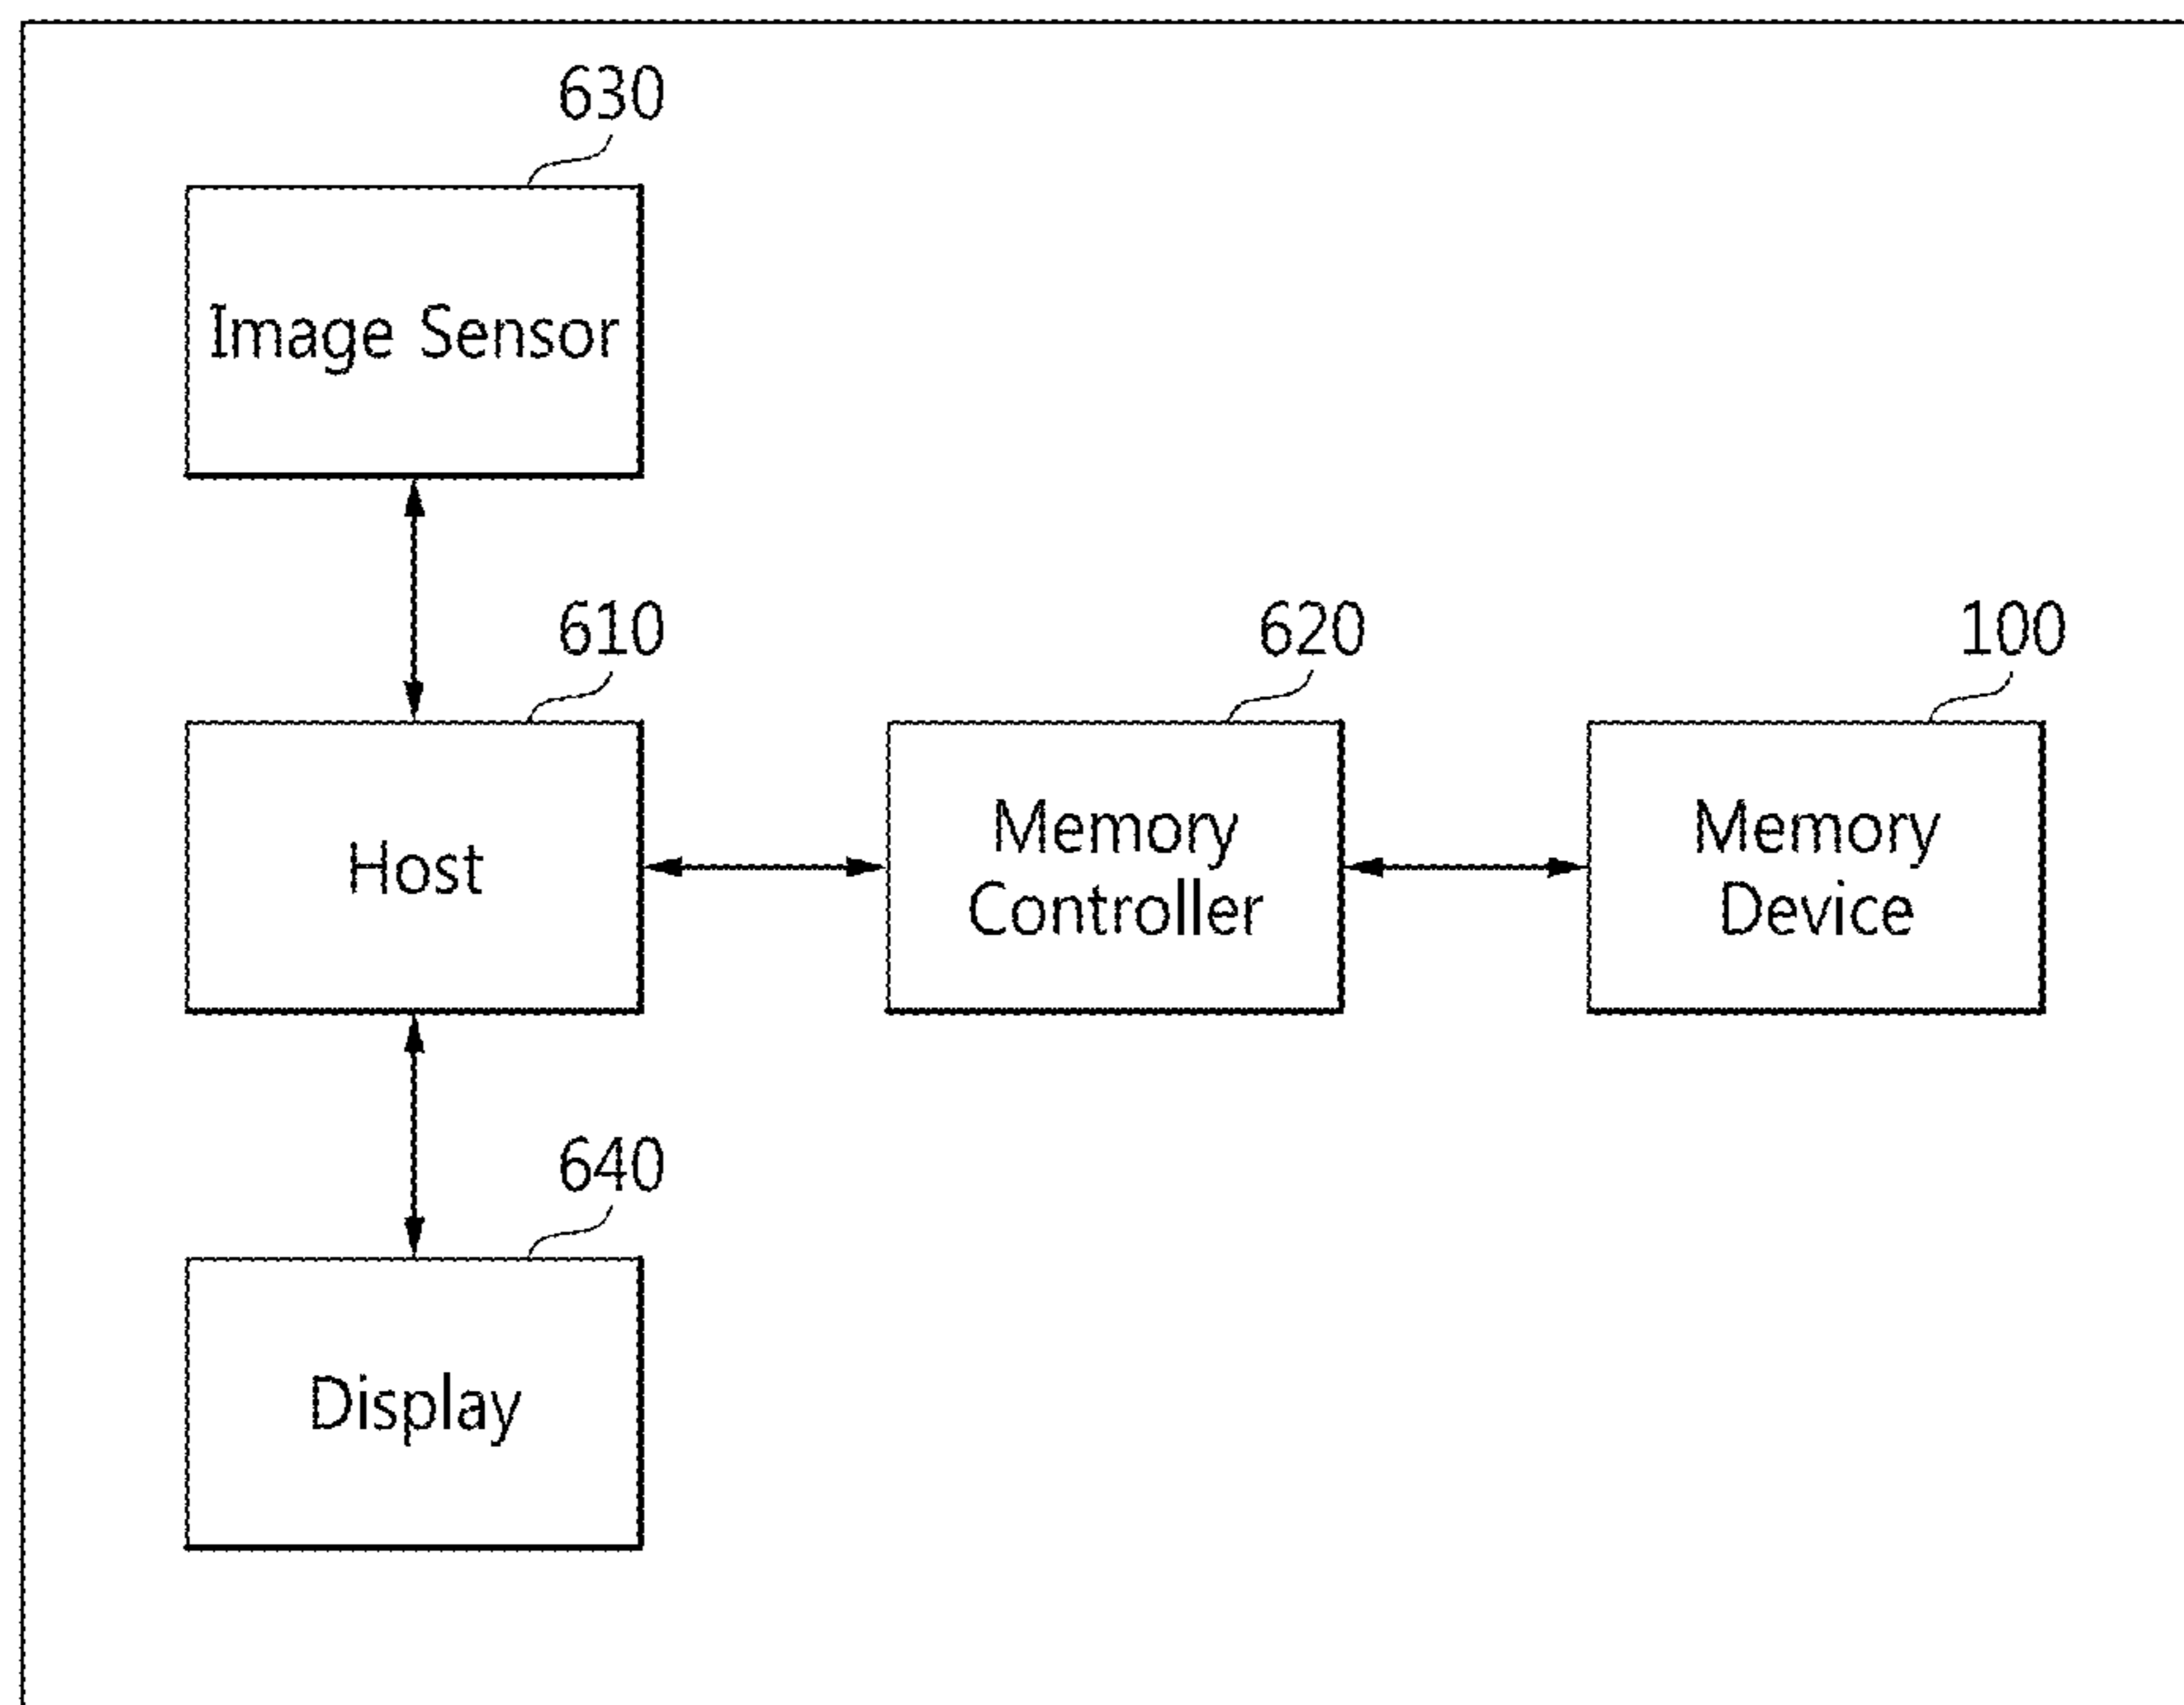 630
Image Sensor
610
620
100
Host
Memory
Controller
Memory
Device
640
Display